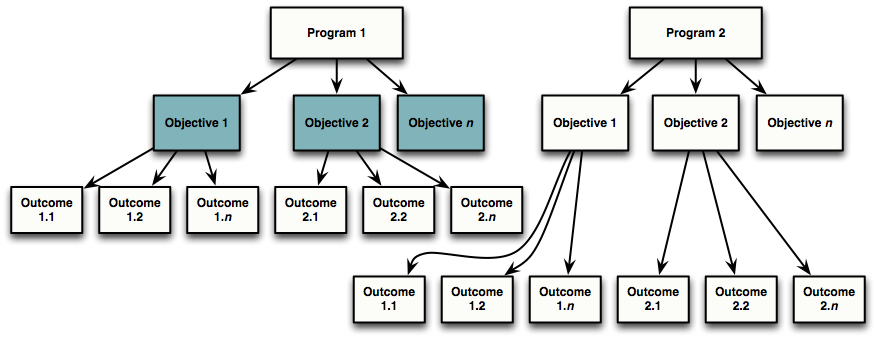 Program 1
Program 2
Objective 1
Objective 2
Objective n
Objective 1
Objective 2
Objective n
Outcome
1.1
Outcome
1.2
Outcome
1.n
Outcome
2.1
Outcome
2.2
Outcome
2.n
Outcome
1.1
Outcome
1.2
Outcome
1.n
Outcome
2.1
Outcome
2.2
Outcome
2.n